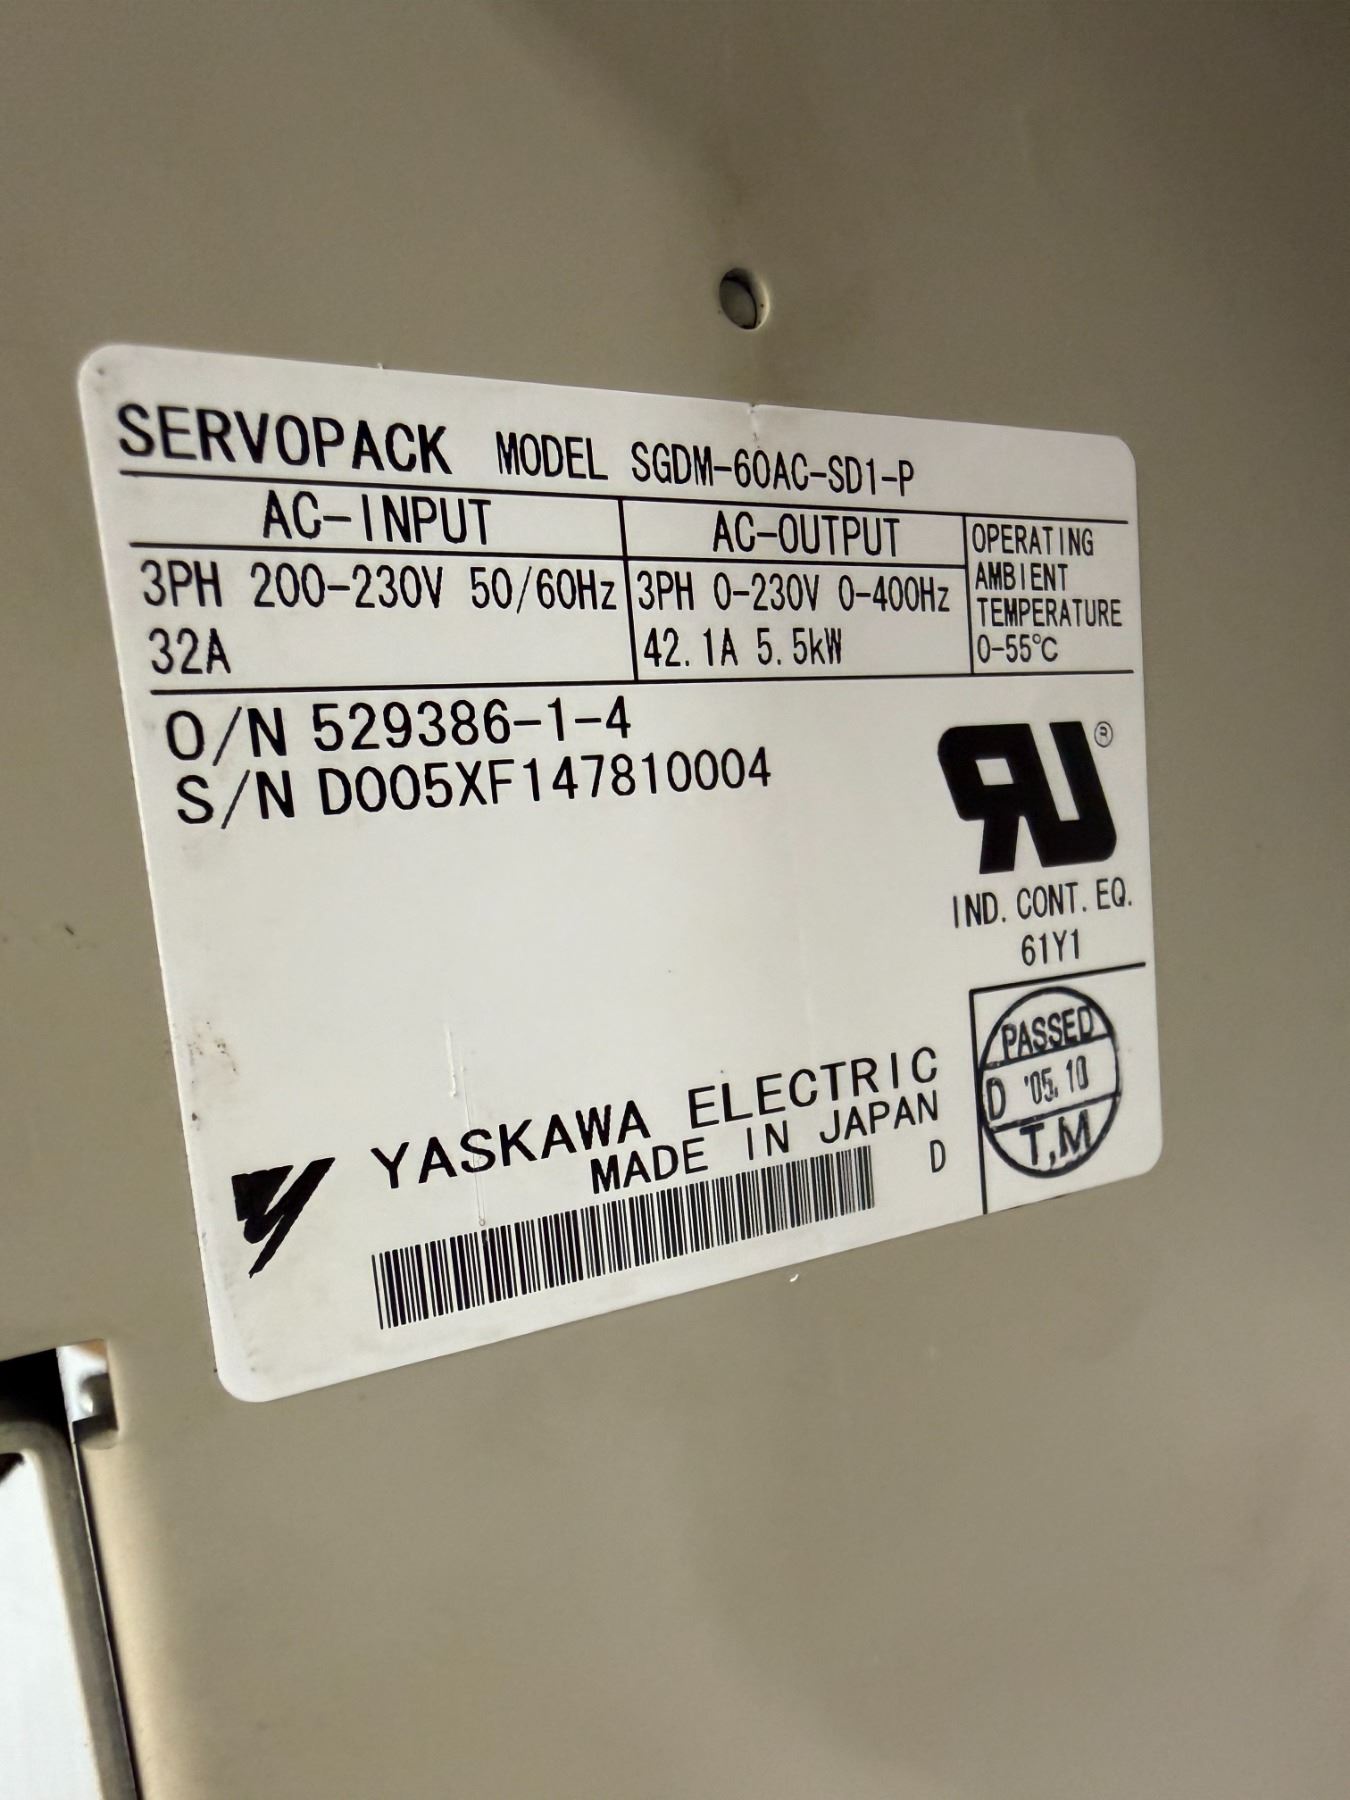 SERVOPACK MODEL SGDM-60AC-SD1-P
AC-INPUT
3PH 200-230V 50/60Hz
32A
AC-OUTPUT
3PH 0-230V 0-400Hz
42.1A 5.5kW
OPERATING
AMBIENT
TEMPERATURE
0-55℃
O/N 529386-1-4
S/N D005XF147810004
RU ®
IND. CONT. EQ.
61Y1
YASKAWA ELECTRIC
MADE IN JAPAN
D
PASSED
D '05.10
T,M